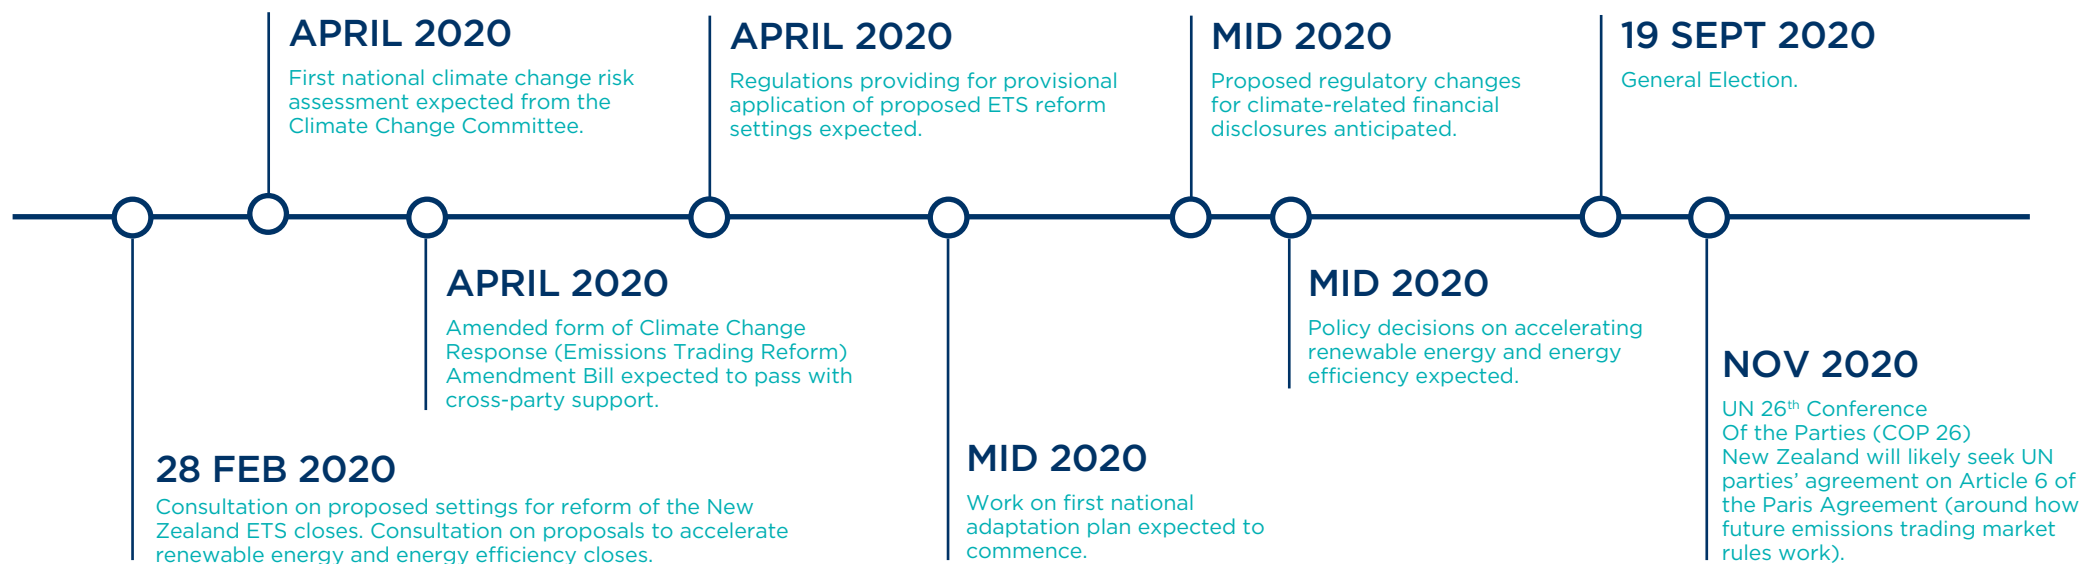 APRIL 2020
First national climate change risk
assessment expected from the
Climate Change Committee.
APRIL 2020
Regulations providing for provisional
application of proposed ETS reform
settings expected.
MID 2020
Proposed regulatory changes
for climate-related financial
disclosures anticipated.
19 SEPT 2020
General Election.
28 FEB 2020
Consultation on proposed settings for reform of the New
Zealand ETS closes. Consultation on proposals to accelerate
renewable energy and energy efficiency closes.
APRIL 2020
Amended form of Climate Change
Response (Emissions Trading Reform)
Amendment Bill expected to pass with
cross-party support.
MID 2020
Work on first national
adaptation plan expected to
commence.
MID 2020
Policy decisions on accelerating
renewable energy and energy
efficiency expected.
NOV 2020
UN 26th Conference
Of the Parties (COP 26)
New Zealand will likely seek UN
parties’ agreement on Article 6 of
the Paris Agreement (around how
future emissions trading market
rules work).